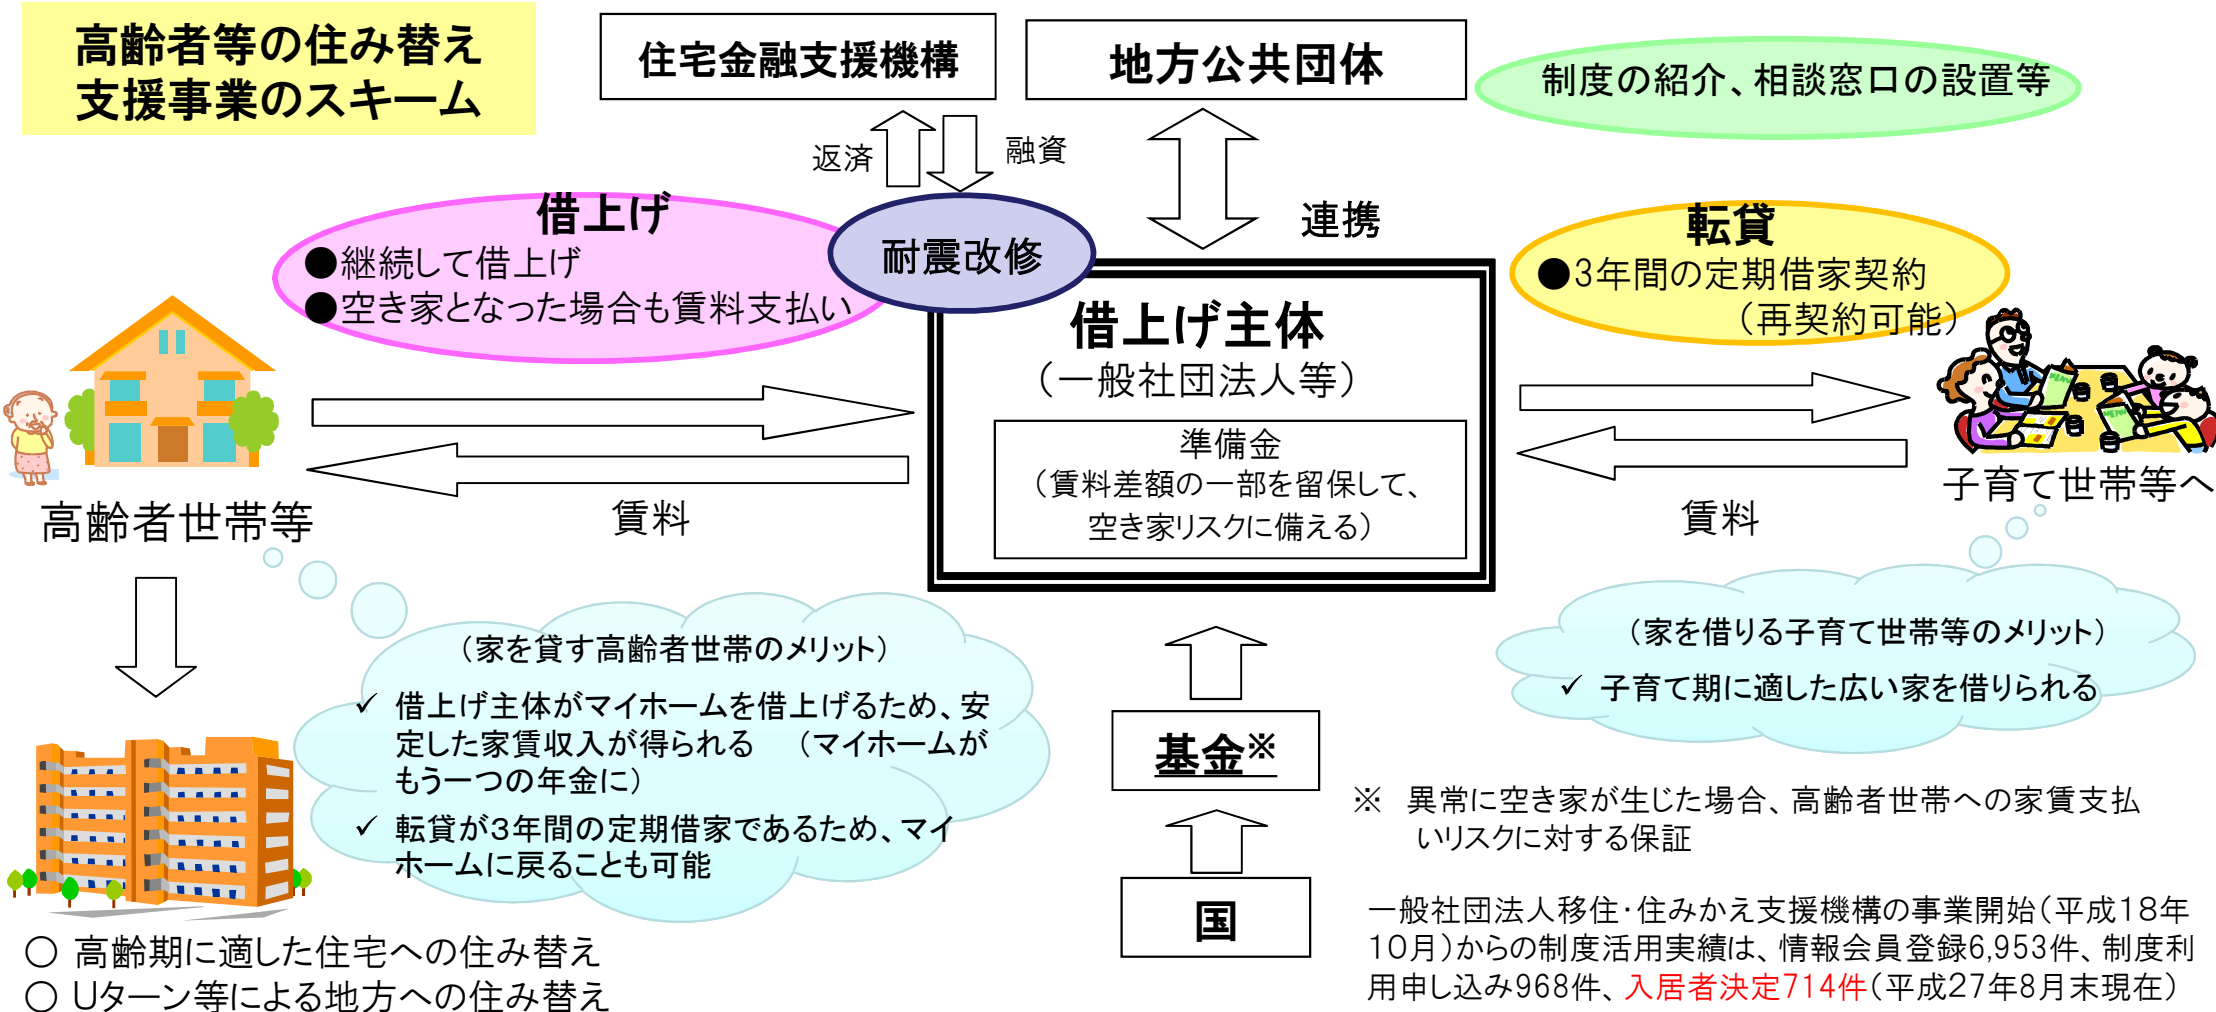 高齢者等の住み替え
支援事業のスキーム
住宅金融支援機構
地方公共団体
制度の紹介、相談窓口の設置等
返済
融資
連携
借上げ
●継続して借上げ
●空き家となった場合も賃料支払い
耐震改修
転貸
●3年間の定期借家契約
（再契約可能）
借上げ主体
（一般社団法人等）
準備金
（賃料差額の一部を留保して、
空き家リスクに備える）
高齢者世帯等
賃料
賃料
子育て世帯等へ
（家を貸す高齢者世帯のメリット）
✓ 借上げ主体がマイホームを借上げるため、安
定した家賃収入が得られる　（マイホームが
もう一つの年金に）
✓ 転貸が３年間の定期借家であるため、マイ
ホームに戻ることも可能
（家を借りる子育て世帯等のメリット）
✓ 子育て期に適した広い家を借りられる
基金※
国
※　異常に空き家が生じた場合、高齢者世帯への家賃支払
いリスクに対する保証
一般社団法人移住・住みかえ支援機構の事業開始（平成１８年
１０月）からの制度活用実績は、情報会員登録6,953件、制度利
用申し込み968件、入居者決定714件（平成２７年８月末現在）
○ 高齢期に適した住宅への住み替え
○ Uターン等による地方への住み替え